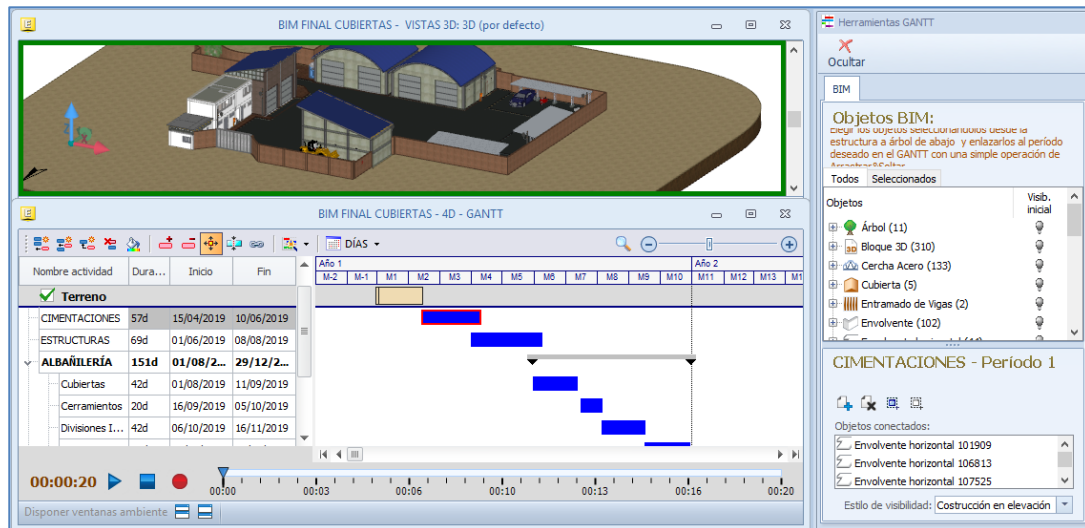 BIM FINAL CUBIERTAS - VISTAS 3D: 3D (por defecto)
BIM FINAL CUBIERTAS - 4D - GANTT
DÍAS
Nombre actividad Dura... Inicio Fin
Año 1 Año 2
M-2 M-1 M1 M2 M3 M4 M5 M6 M7 M8 M9 M10 M11 M12 M13 M1
Terreno
CIMENTACIONES 57d 15/04/2019 10/06/2019
ESTRUCTURAS 69d 01/06/2019 08/08/2019
ALBAÑILERÍA 151d 01/08/2... 29/12/2...
Cubiertas 42d 01/08/2019 11/09/2019
Cerramientos 20d 16/09/2019 05/10/2019
Divisiones I... 42d 06/10/2019 16/11/2019
00:00:20
00:00 00:03 00:06 00:10 00:13 00:16 00:20
Disponer ventanas ambiente
Herramientas GANTT
Ocultar
BIM
Objetos BIM:
Elegir los objetos seleccionándolos desde la
estructura a árbol de abajo y enlazarlos al período
deseado en el GANTT con una simple operación de
Arrastrar&Soltar
Todos Seleccionados
Objetos Visib. inicial
Árbol (11)
3D Bloque 3D (310)
Cercha Acero (133)
Cubierta (5)
Entramado de Vigas (2)
Envolvente (102)
CIMENTACIONES - Período 1
Objetos conectados:
Envolvente horizontal 101909
Envolvente horizontal 106813
Envolvente horizontal 107525
Estilo de visibilidad: Costrucción en elevación